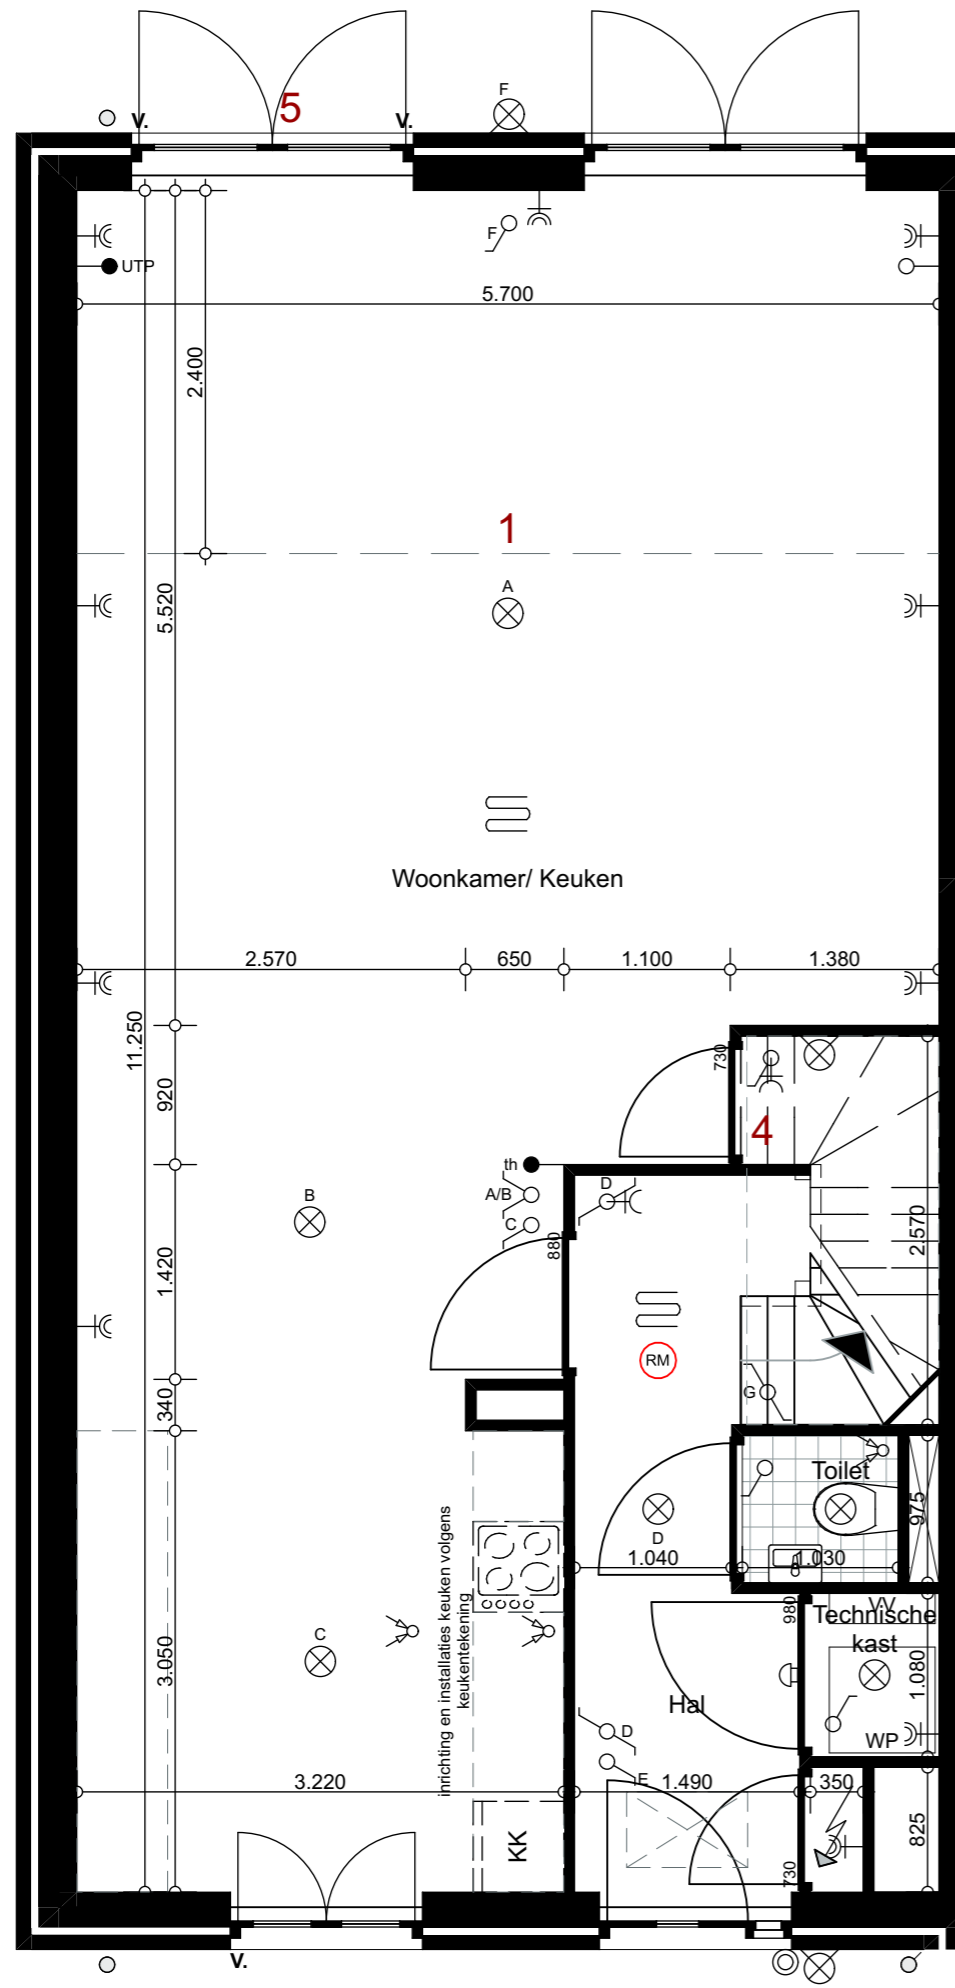 F
5
V.
V.
F
UTP
5.700
2.400
1
A
5.520
Woonkamer/ Keuken
2.570
650
1.100
1.380
11.250
920
730
4
th
A/B
C
D
B
880
2.570
1.420
RM
G
340
Toilet
975
D
1.040
1.030
inrichting en installaties keuken volgens
keukentekening
980
VV
Technische
kast
C
3.050
1.080
Hal
D
WP
E
3.220
1.490
350
825
KK
730
V.